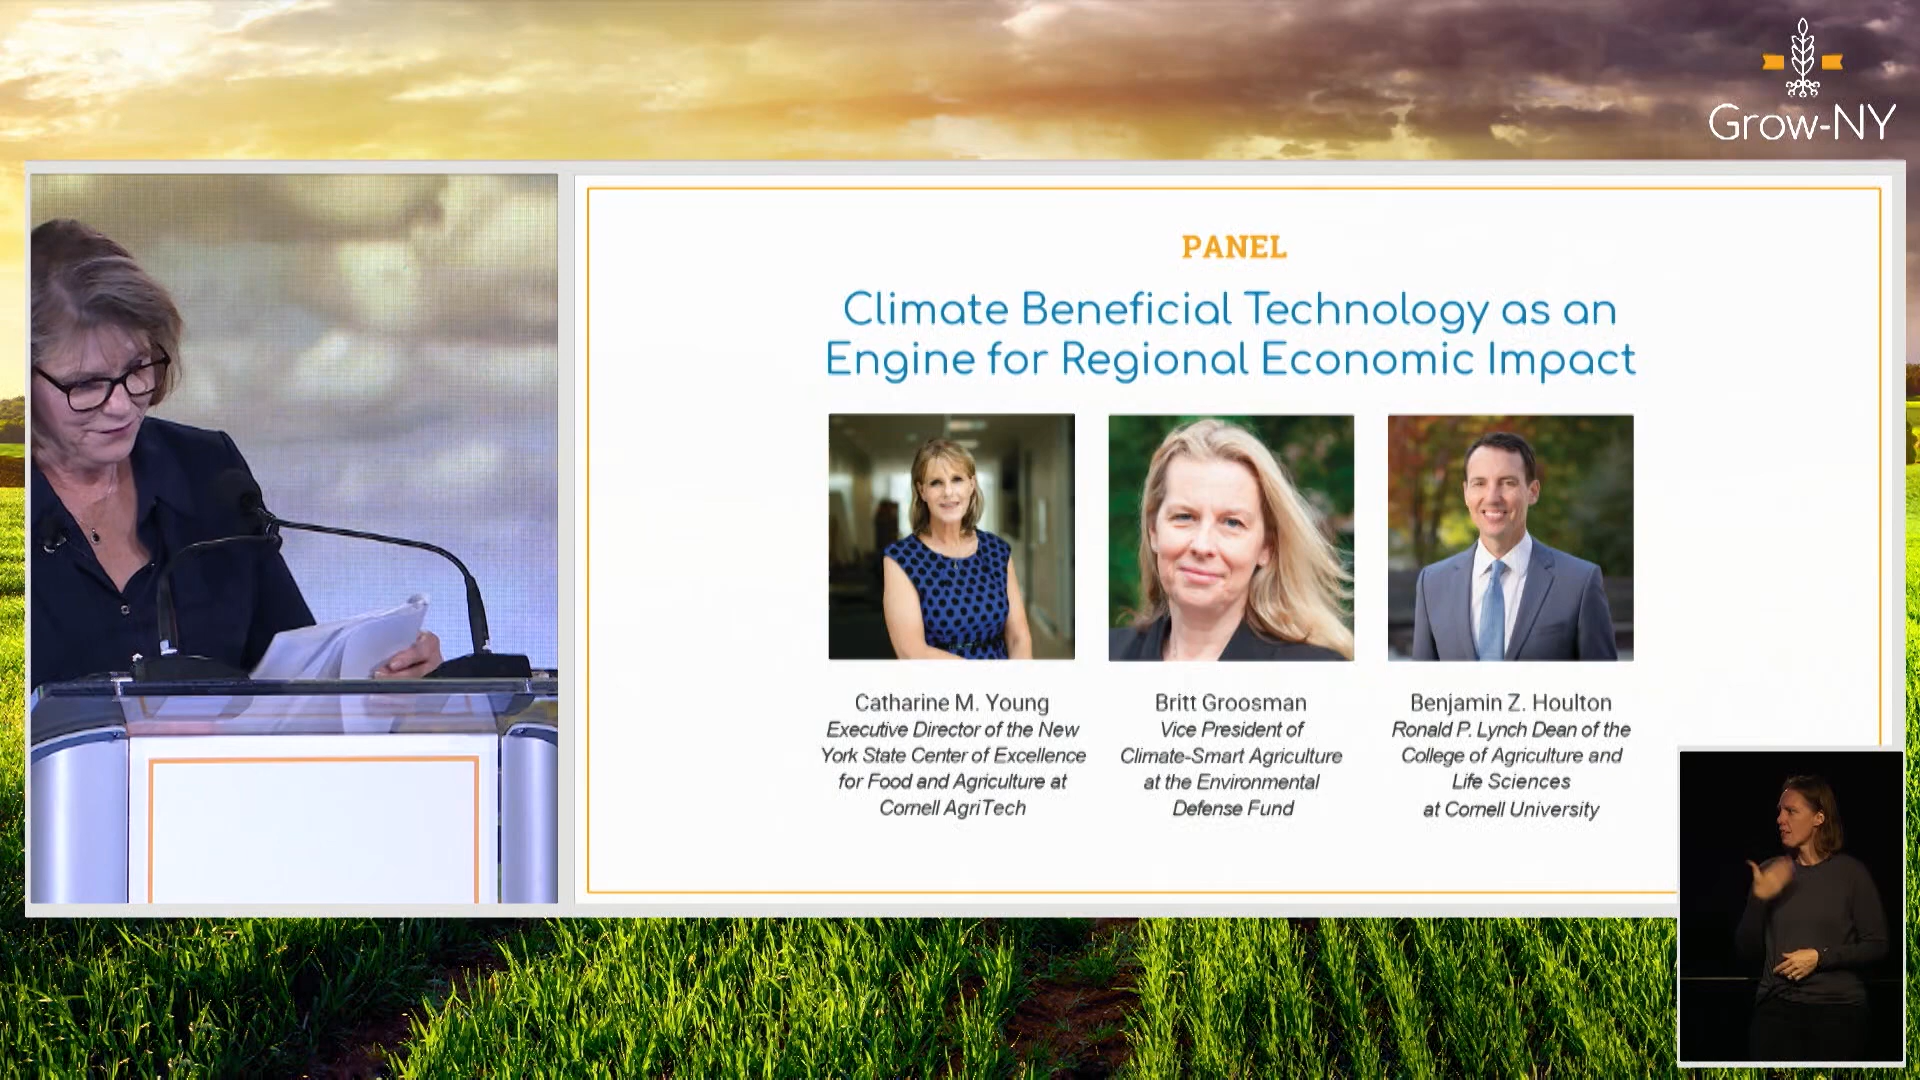 Grow-NY
PANEL
Climate Beneficial Technology as an
Engine for Regional Economic Impact
Catharine M. Young
Executive Director of the New
York State Center of Excellence
for Food and Agriculture at
Cornell AgriTech
Britt Groosman
Vice President of
Climate-Smart Agriculture
at the Environmental
Defense Fund
Benjamin Z. Houlton
Ronald P. Lynch Dean of the
College of Agriculture and
Life Sciences
at Cornell University